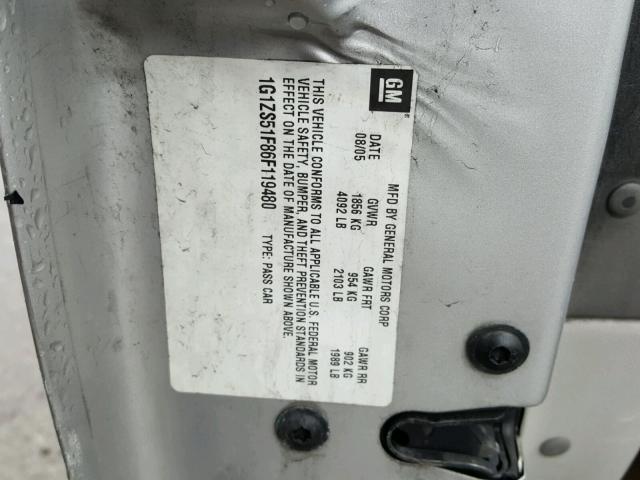 GM
MFD BY GENERAL MOTORS CORP
DATE GVWR GAWR FRT GAWR RR
08/05 1856 KG 954 KG 902 KG
4092 LB 2103 LB 1989 LB
THIS VEHICLE CONFORMS TO ALL APPLICABLE U.S. FEDERAL MOTOR
VEHICLE SAFETY, BUMPER, AND THEFT PREVENTION STANDARDS IN
EFFECT ON THE DATE OF MANUFACTURE SHOWN ABOVE.
1G1ZS51F86F119480 TYPE: PASS CAR